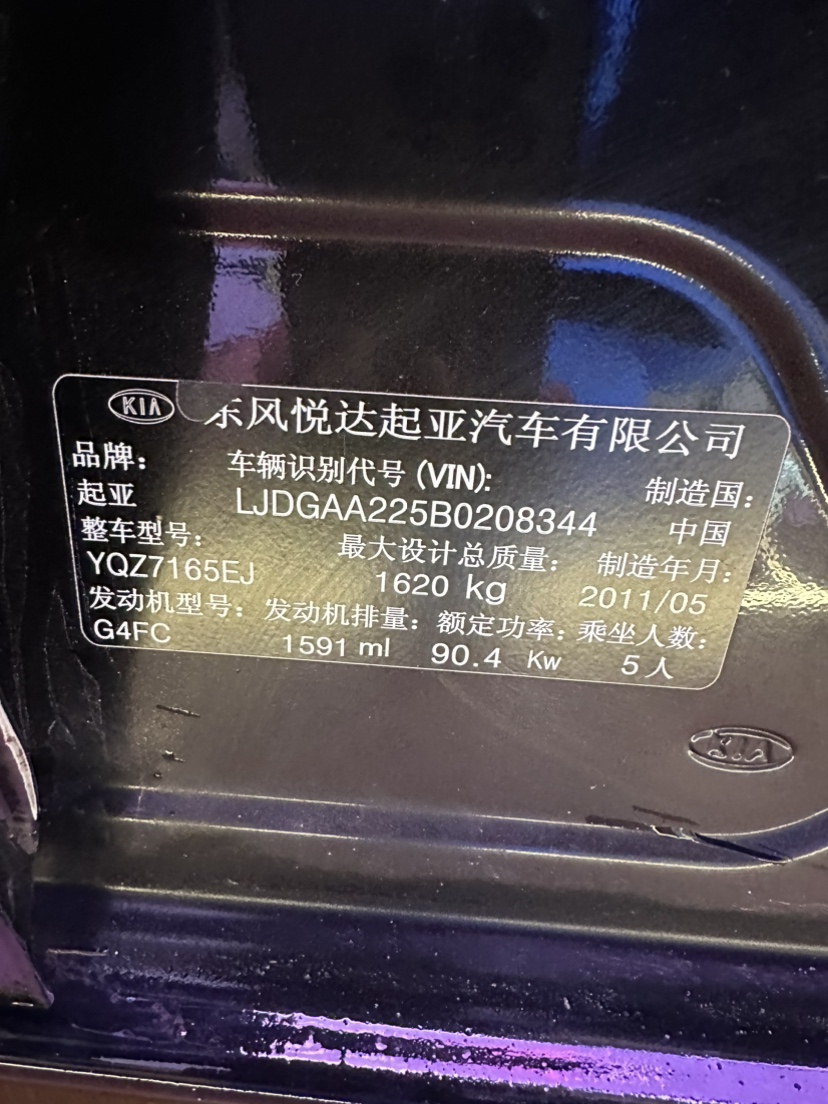 KIA 东风悦达起亚汽车有限公司
品牌： 车辆识别代号 (VIN): 制造国：
起亚 LJDGAA225B0208344 中国
整车型号： 最大设计总质量： 制造年月：
YQZ7165EJ 1620 kg 2011/05
发动机型号： 发动机排量： 额定功率： 乘坐人数：
G4FC 1591 ml 90.4 Kw 5人
KIA